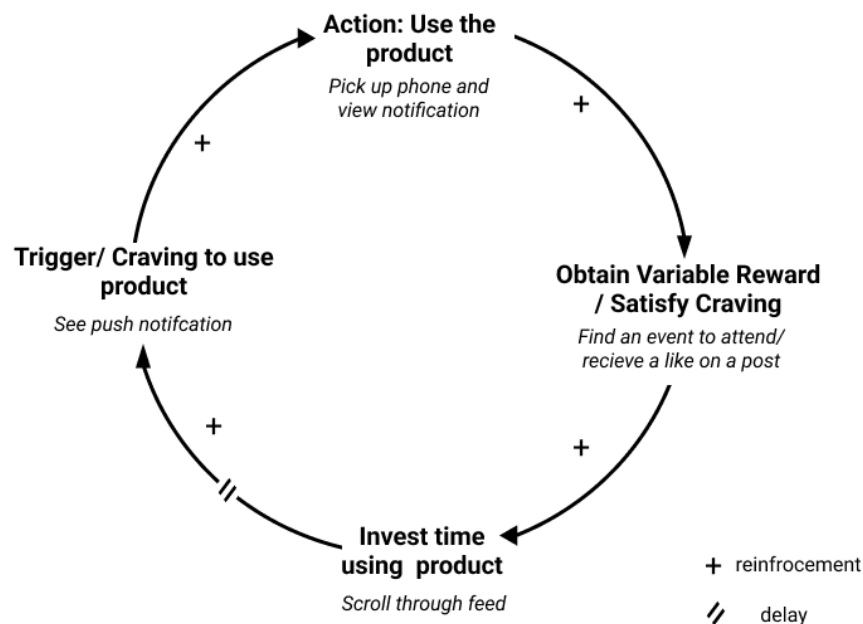 Action: Use the
product
Pick up phone and
view notification
+
+
Trigger/ Craving to use
product
See push notifcation
Obtain Variable Reward
/ Satisfy Craving
Find an event to attend/
recieve a like on a post
+
+
Invest time
using product
Scroll through feed
+ reinfrocement
// delay